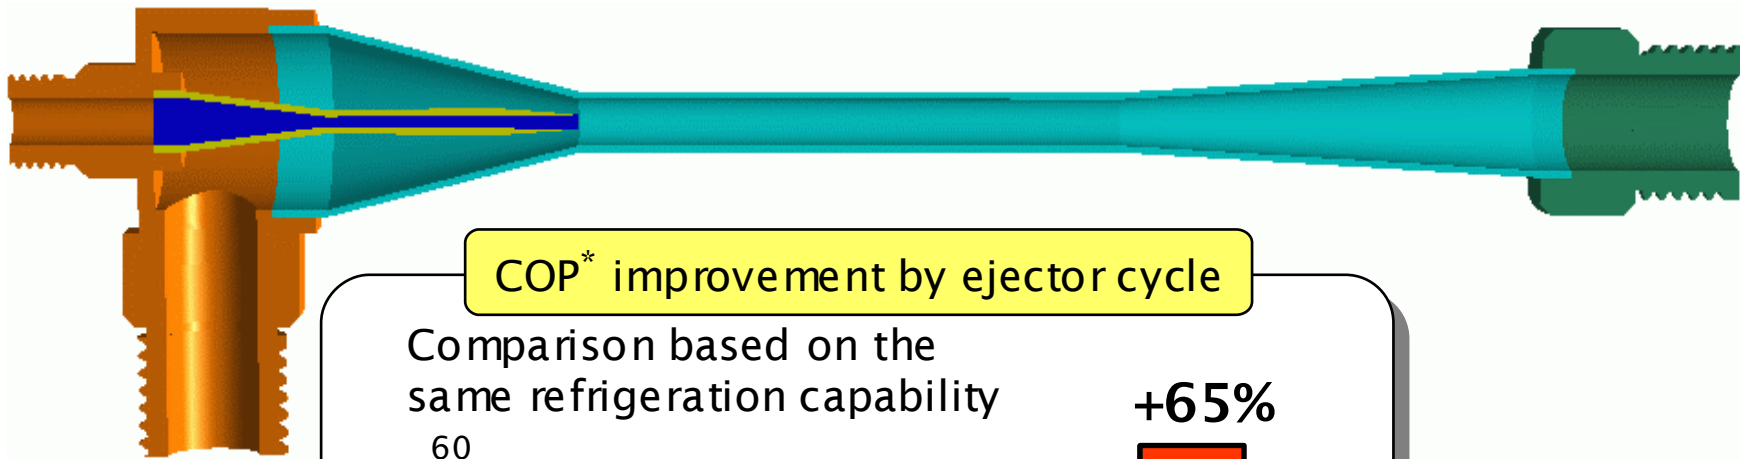 COP* improvement by ejector cycle
Comparison based on the
same refrigeration capability
+65%
60